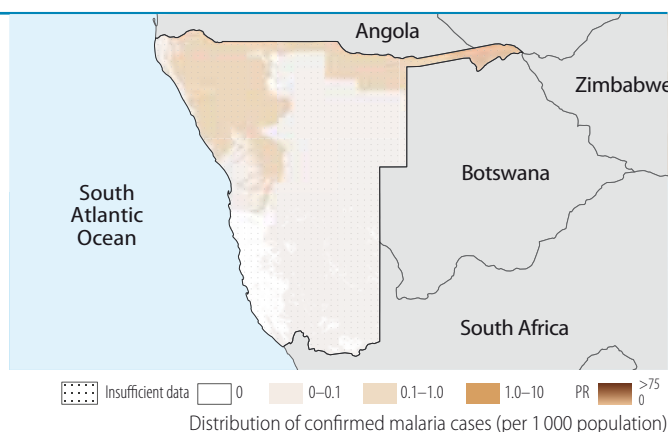 Angola
Zimbabwe
Botswana
South
Atlantic
Ocean
South Africa
Insufficient data 0 0–0.1 0.1–1.0 1.0–10 PR >75
0
Distribution of confirmed malaria cases (per 1 000 population)